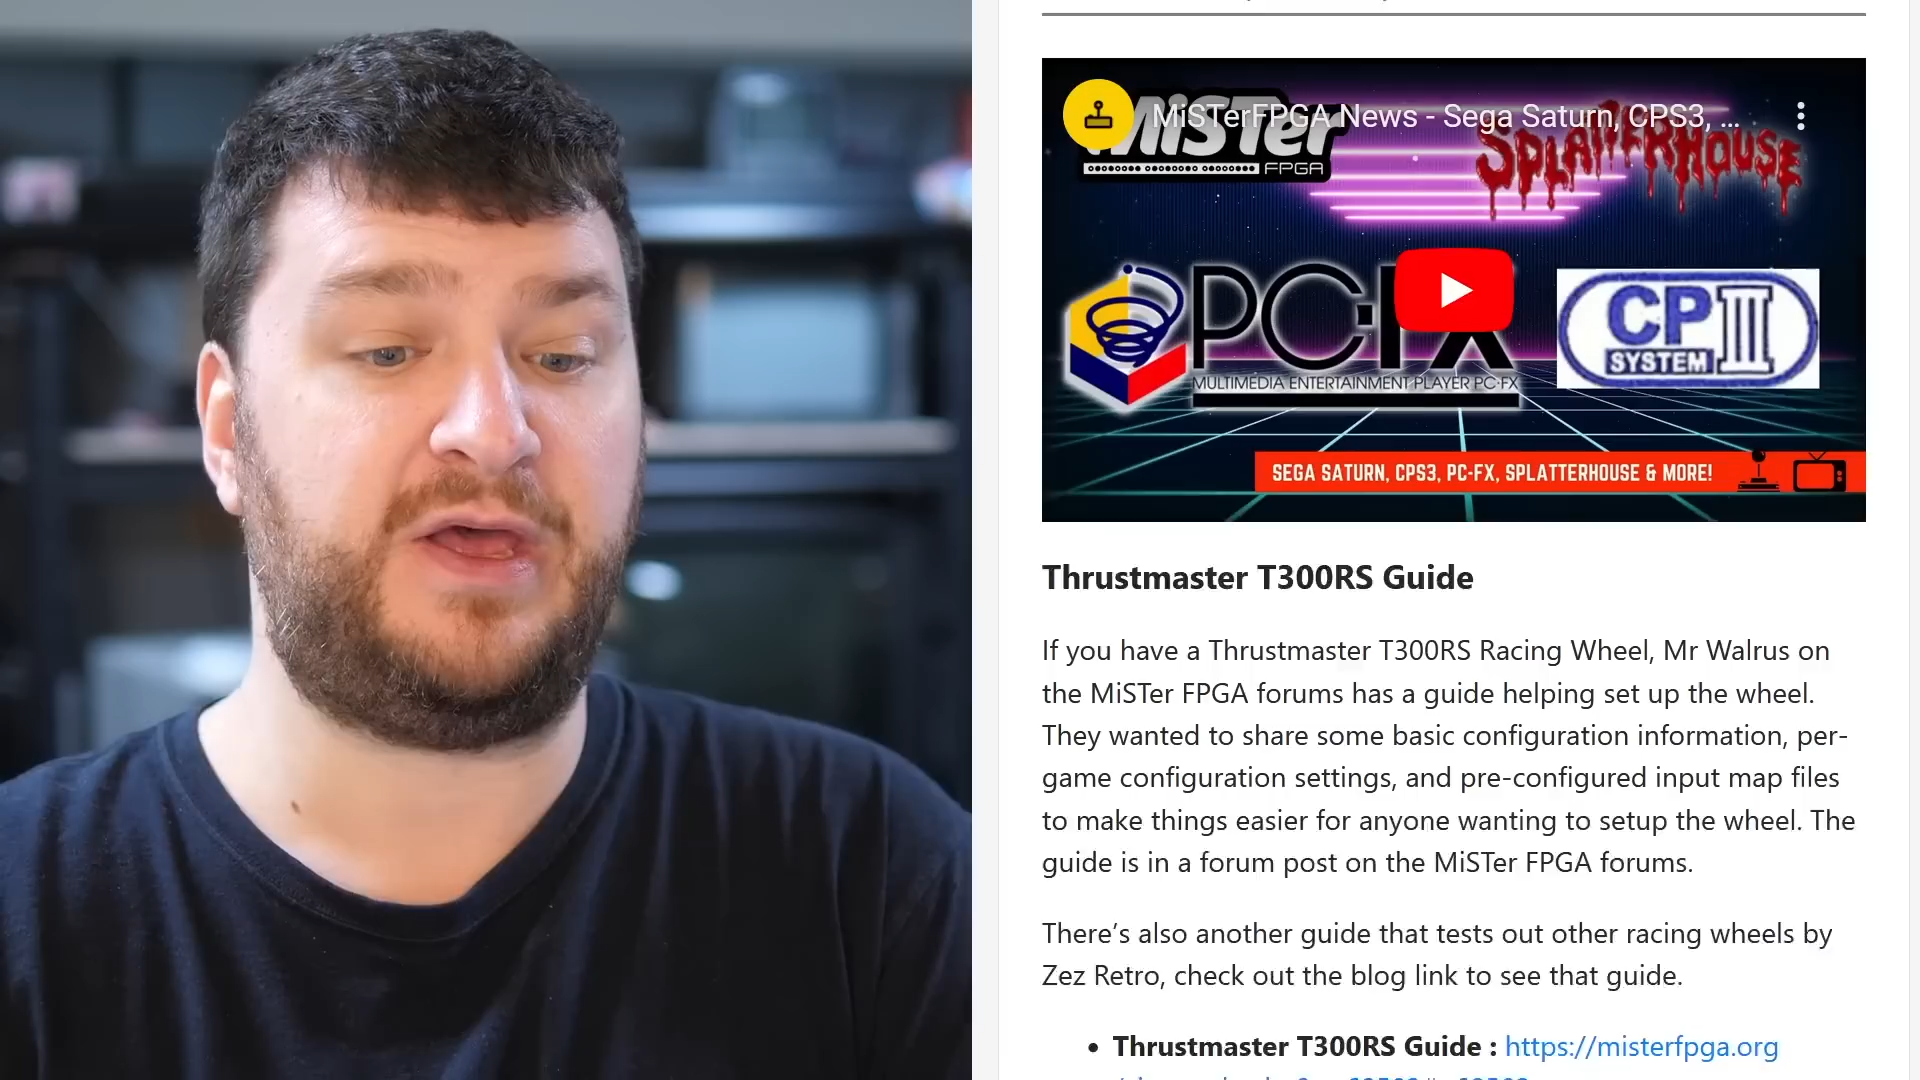 MiSTerFPGA News - Sega Saturn, CPS3, ...
MiSTer
FPGA
SPLATTERHOUSE
PC-FX
MULTIMEDIA ENTERTAINMENT PLAYER PC-FX
CP
SYSTEM III
SEGA SATURN, CPS3, PC-FX, SPLATTERHOUSE & MORE!
Thrustmaster T300RS Guide
If you have a Thrustmaster T300RS Racing Wheel, Mr Walrus on
the MiSTer FPGA forums has a guide helping set up the wheel.
They wanted to share some basic configuration information, per-
game configuration settings, and pre-configured input map files
to make things easier for anyone wanting to setup the wheel. The
guide is in a forum post on the MiSTer FPGA forums.
There’s also another guide that tests out other racing wheels by
Zez Retro, check out the blog link to see that guide.
• Thrustmaster T300RS Guide : https://misterfpga.org